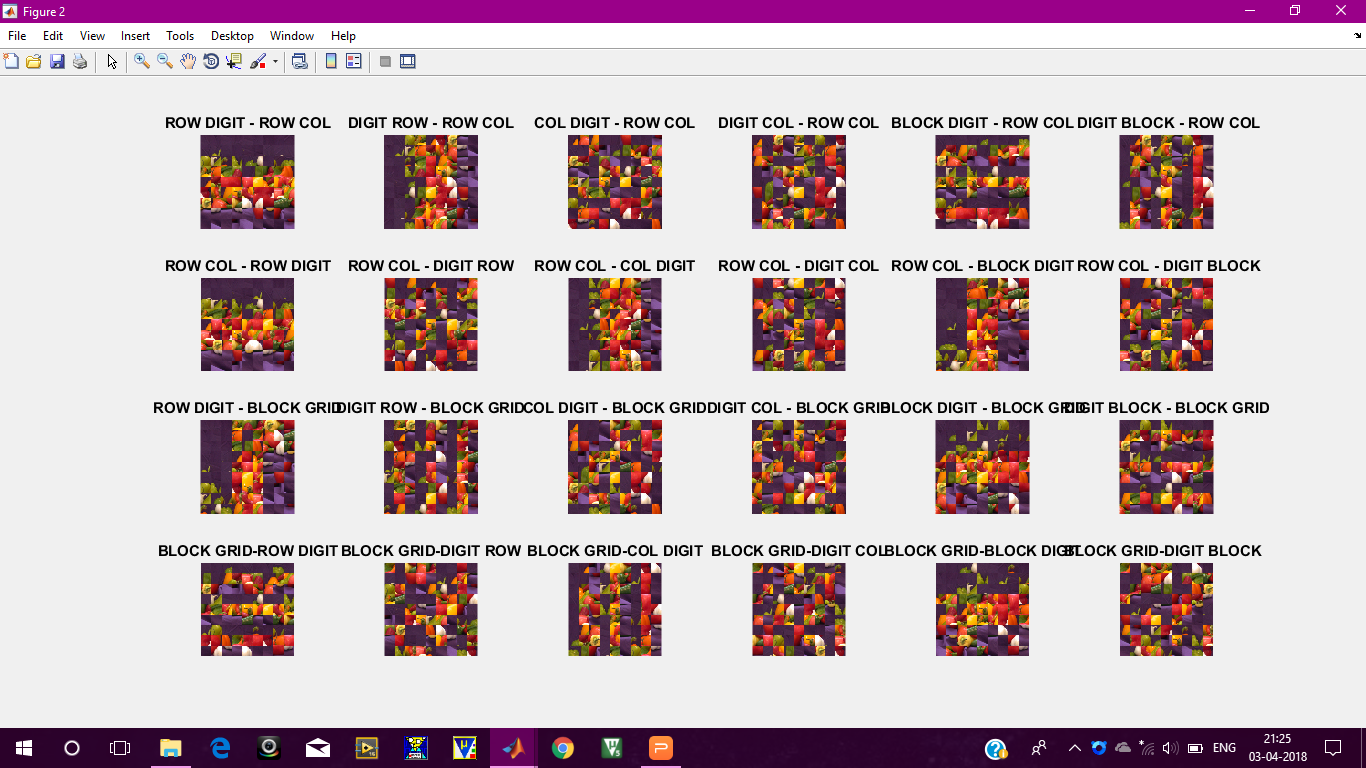 Figure 2
File Edit View Insert Tools Desktop Window Help
ROW DIGIT - ROW COL DIGIT ROW - ROW COL COL DIGIT - ROW COL DIGIT COL - ROW COL BLOCK DIGIT - ROW COL DIGIT BLOCK - ROW COL
ROW COL - ROW DIGIT ROW COL - DIGIT ROW ROW COL - COL DIGIT ROW COL - DIGIT COL ROW COL - BLOCK DIGIT ROW COL - DIGIT BLOCK
ROW DIGIT - BLOCK GRID DIGIT ROW - BLOCK GRID COL DIGIT - BLOCK GRID DIGIT COL - BLOCK GRID BLOCK DIGIT - BLOCK GRID DIGIT BLOCK - BLOCK GRID
BLOCK GRID-ROW DIGIT BLOCK GRID-DIGIT ROW BLOCK GRID-COL DIGIT BLOCK GRID-DIGIT COL BLOCK GRID-BLOCK DIGIT BLOCK GRID-DIGIT BLOCK
ENG 21:25
03-04-2018